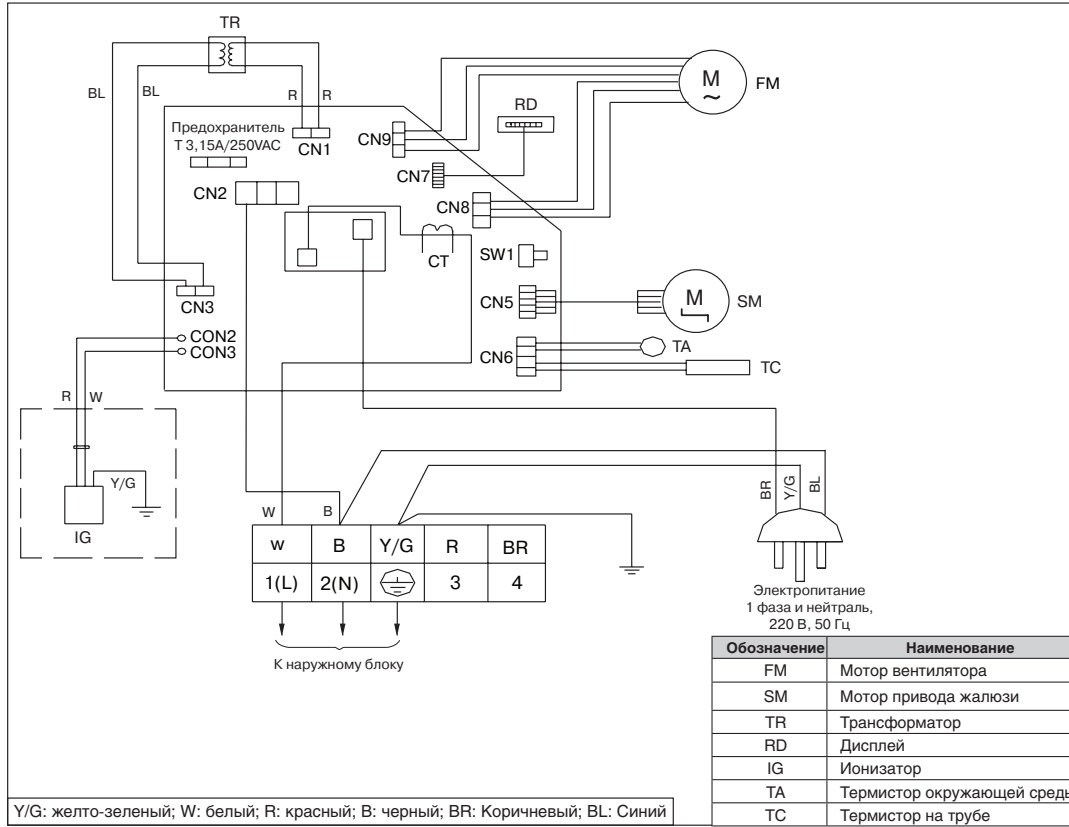 TR
BL
BL
R
R
M
~
FM
RD
Предохранитель
T 3,15A/250VAC
CN1
CN9
CN7
CN2
CN8
CT
SW1
CN5
M
SM
CN3
CON2
CON3
CN6
TA
TC
R
W
Y/G
IG
BR
Y/G
BL
W
B
w
B
Y/G
R
BR
1(L)
2(N)
3
4
К наружному блоку
Электропитание
1 фаза и нейтраль,
220 В, 50 Гц
Обозначение Наименование
FM Мотор вентилятора
SM Мотор привода жалюзи
TR Трансформатор
RD Дисплей
IG Ионизатор
TA Термистор окружающей среды
TC Термистор на трубе
Y/G: желто-зеленый; W: белый; R: красный; B: черный; BR: Коричневый; BL: Синий